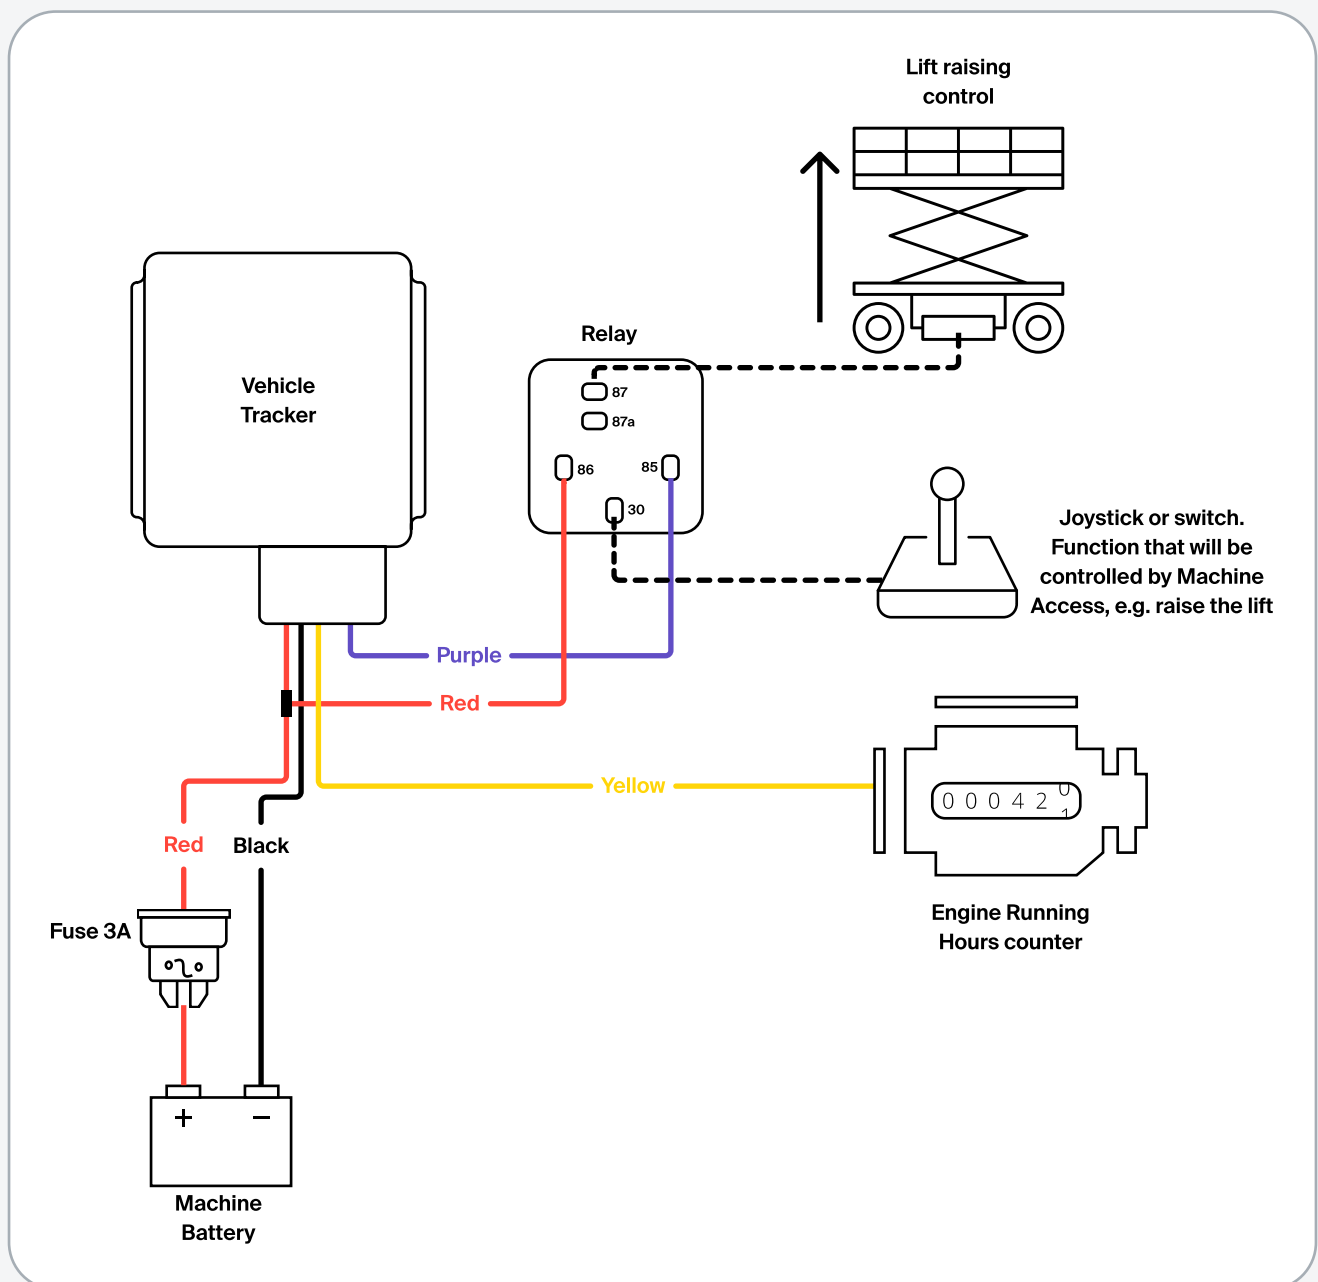 Lift raising
control
Vehicle
Tracker
Relay
87
87a
86
85
30
Joystick or switch.
Function that will be
controlled by Machine
Access, e.g. raise the lift
Purple
Red
Yellow
0 0 0 4 2 0
1
Red
Black
Engine Running
Hours counter
Fuse 3A
+
−
Machine
Battery